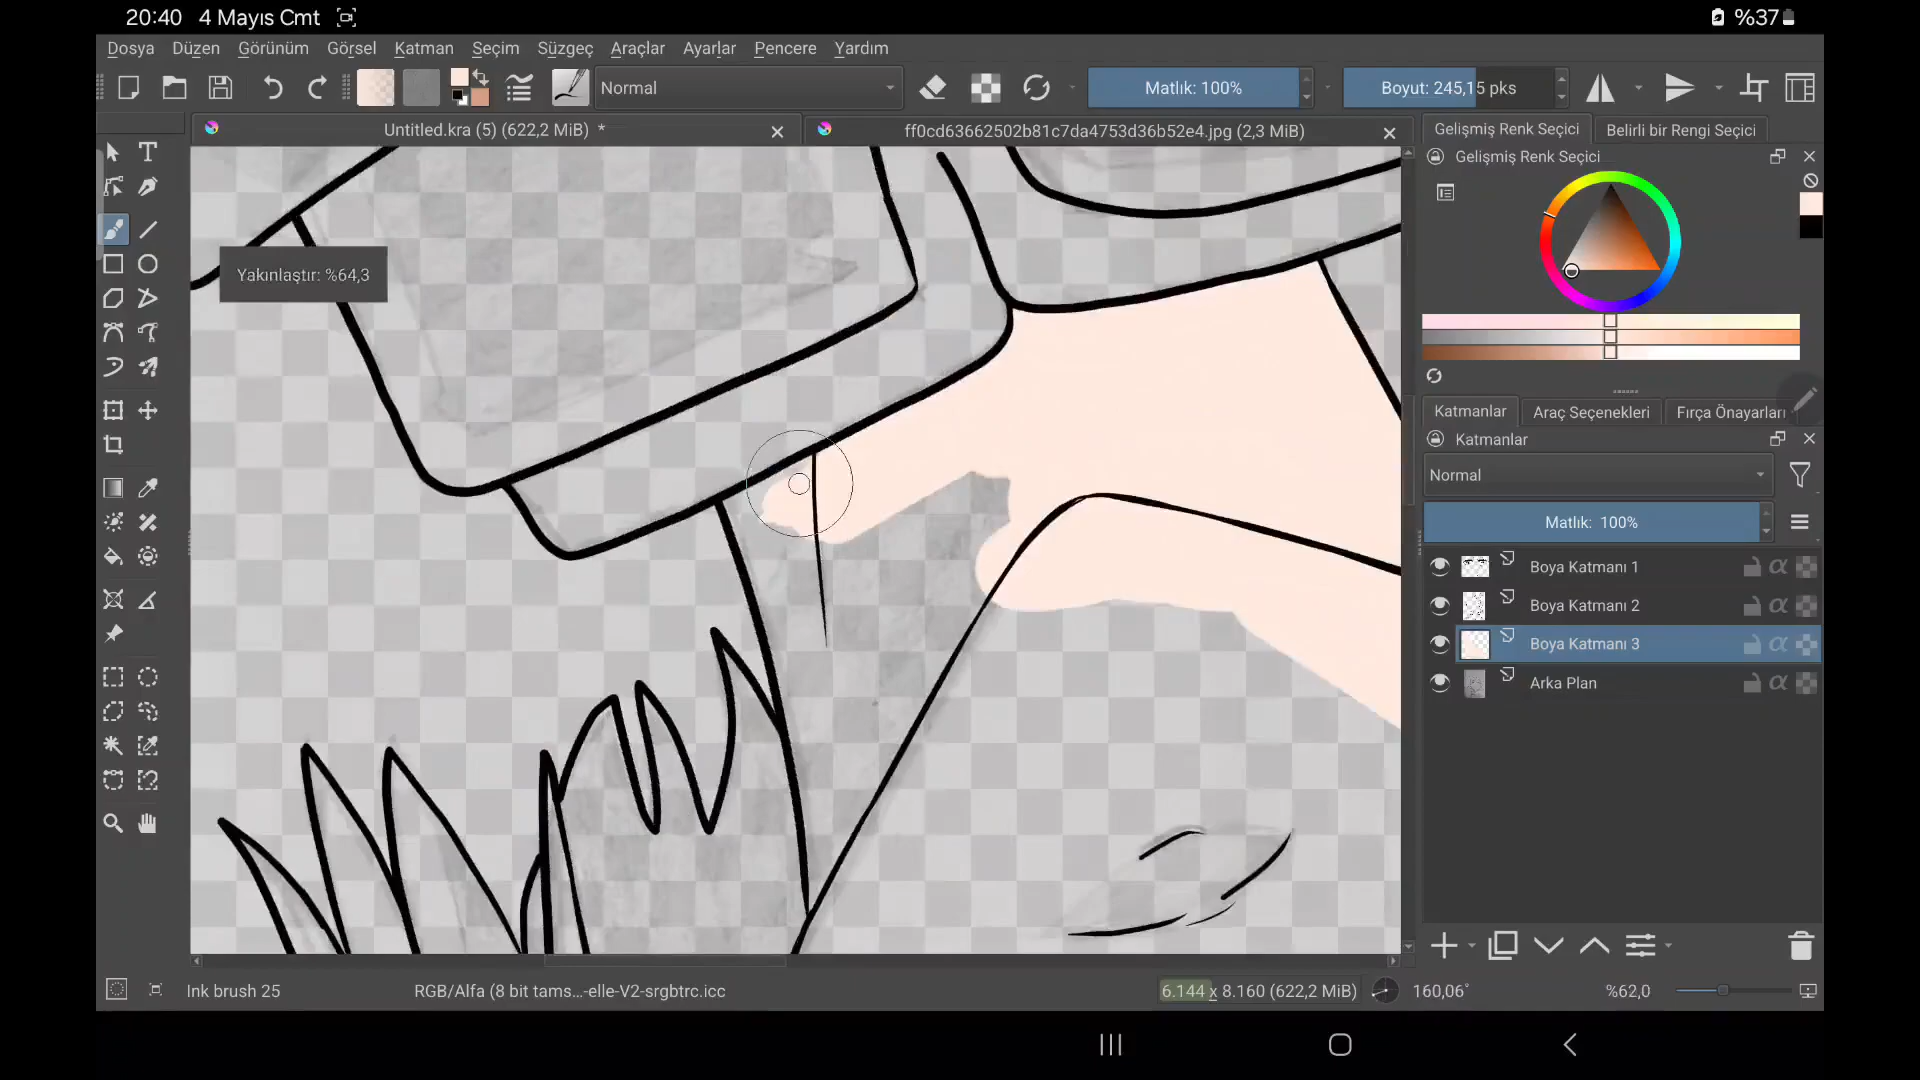 20:40 4 Mayıs Cmt %37
Dosya Düzen Görünüm Görsel Katman Seçim Süzgeç Araçlar Ayarlar Pencere Yardım
Normal Matlık: 100% Boyut: 245,15 pks
Untitled.kra (5) (622,2 MiB) * ff0cd63662502b81c7da4753d36b52e4.jpg (2,3 MiB)
Gelişmiş Renk Seçici Belirli bir Rengi Seçici
Gelişmiş Renk Seçici
Yakınlaştır: %64,3
Katmanlar Araç Seçenekleri Fırça Önayarları
Katmanlar
Normal
Matlık: 100%
Boya Katmanı 1
Boya Katmanı 2
Boya Katmanı 3
Arka Plan
Ink brush 25 RGB/Alfa (8 bit tams...-elle-V2-srgbtrc.icc 6.144 x 8.160 (622,2 MiB) 160,06° %62,0